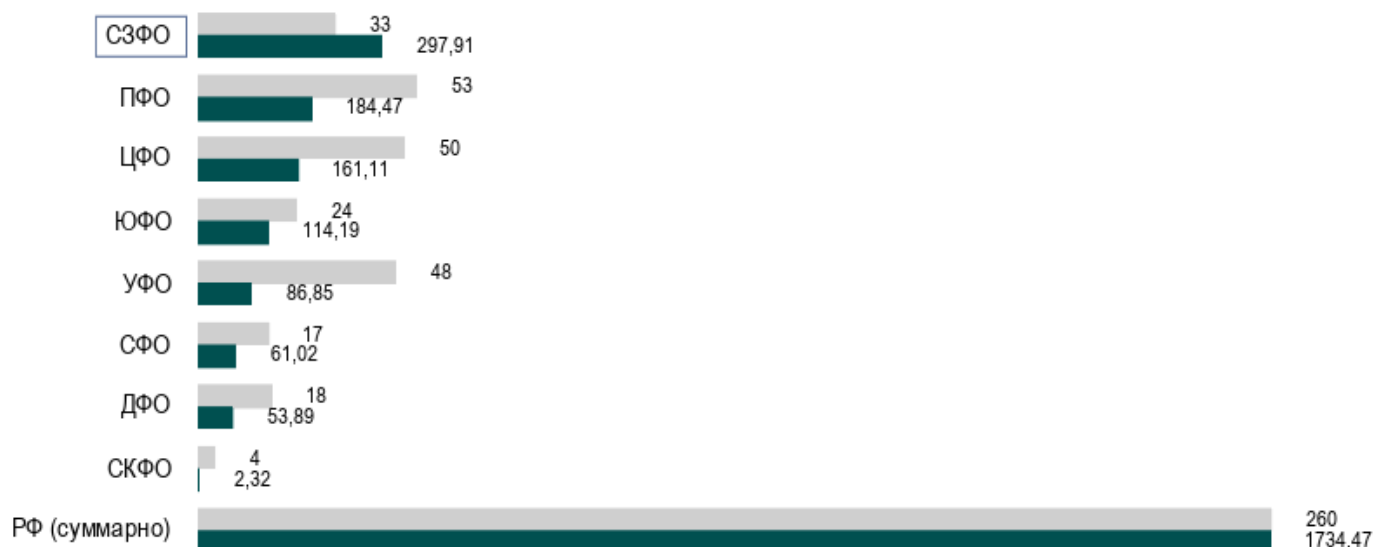 СЗФО
33
297,91
ПФО
53
184,47
ЦФО
50
161,11
ЮФО
24
114,19
УФО
48
86,85
СФО
17
61,02
ДФО
18
53,89
СКФО
4
2,32
РФ (суммарно)
260
1734,47